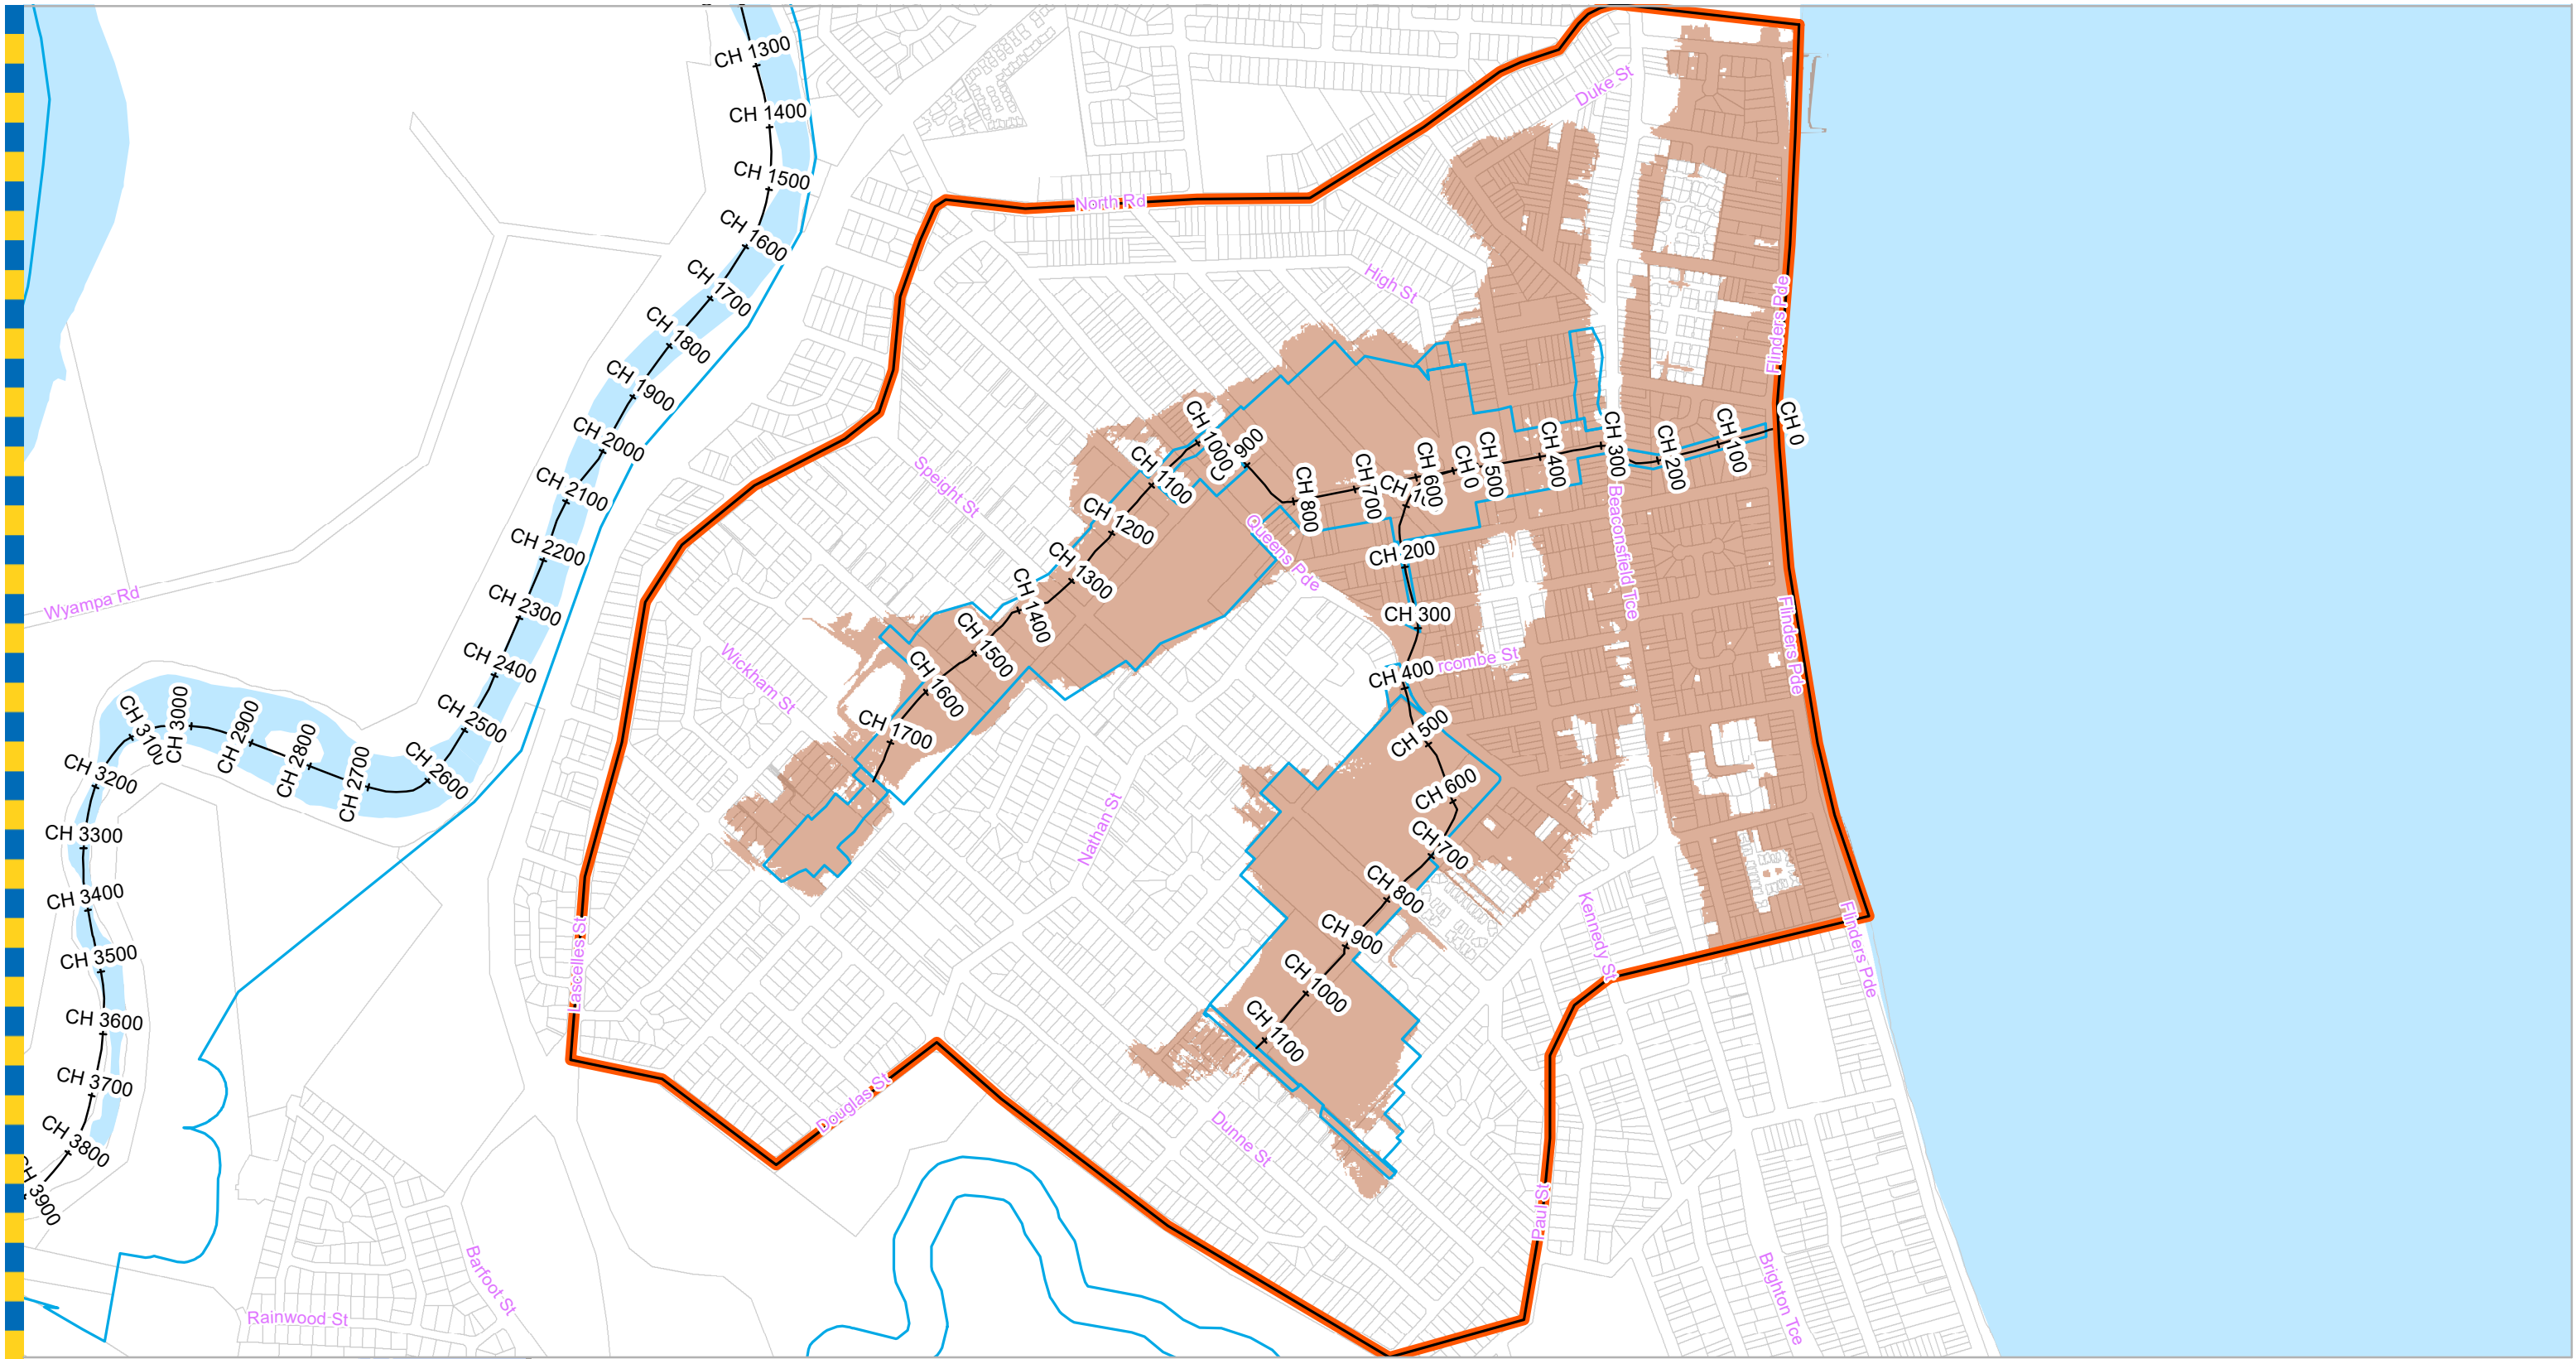 CH 1300
CH 1400
CH 1500
CH 1600
CH 1700
CH 1800
CH 1900
CH 2000
CH 2100
CH 2200
CH 2300
CH 2400
CH 2500
CH 2600
CH 2700
CH 2800
CH 2900
CH 3000
CH 3100
CH 3200
CH 3300
CH 3400
CH 3500
CH 3600
CH 3700
CH 3800
CH 3900
Wyampa Rd
Barfoot St
Rainwood St
Lascelles St
Douglas St
North Rd
Duke St
High St
Speight St
Wickham St
Nathan St
Queens Pde
Dunne St
Kennedy St
Paul St
Brighton Tce
Beaconsfield Tce
Flinders Pde
Flinders Pde
Flinders Pde
rcombe St
CH 0
CH 100
CH 200
CH 300
CH 400
CH 500
CH 600
CH 700
CH 800
900
CH 1000
CH 1100
CH 1200
CH 1300
CH 1400
CH 1500
CH 1600
CH 1700
CH 0
CH 200
CH 300
CH 400
CH 500
CH 600
CH 700
CH 800
CH 900
CH 1000
CH 1100